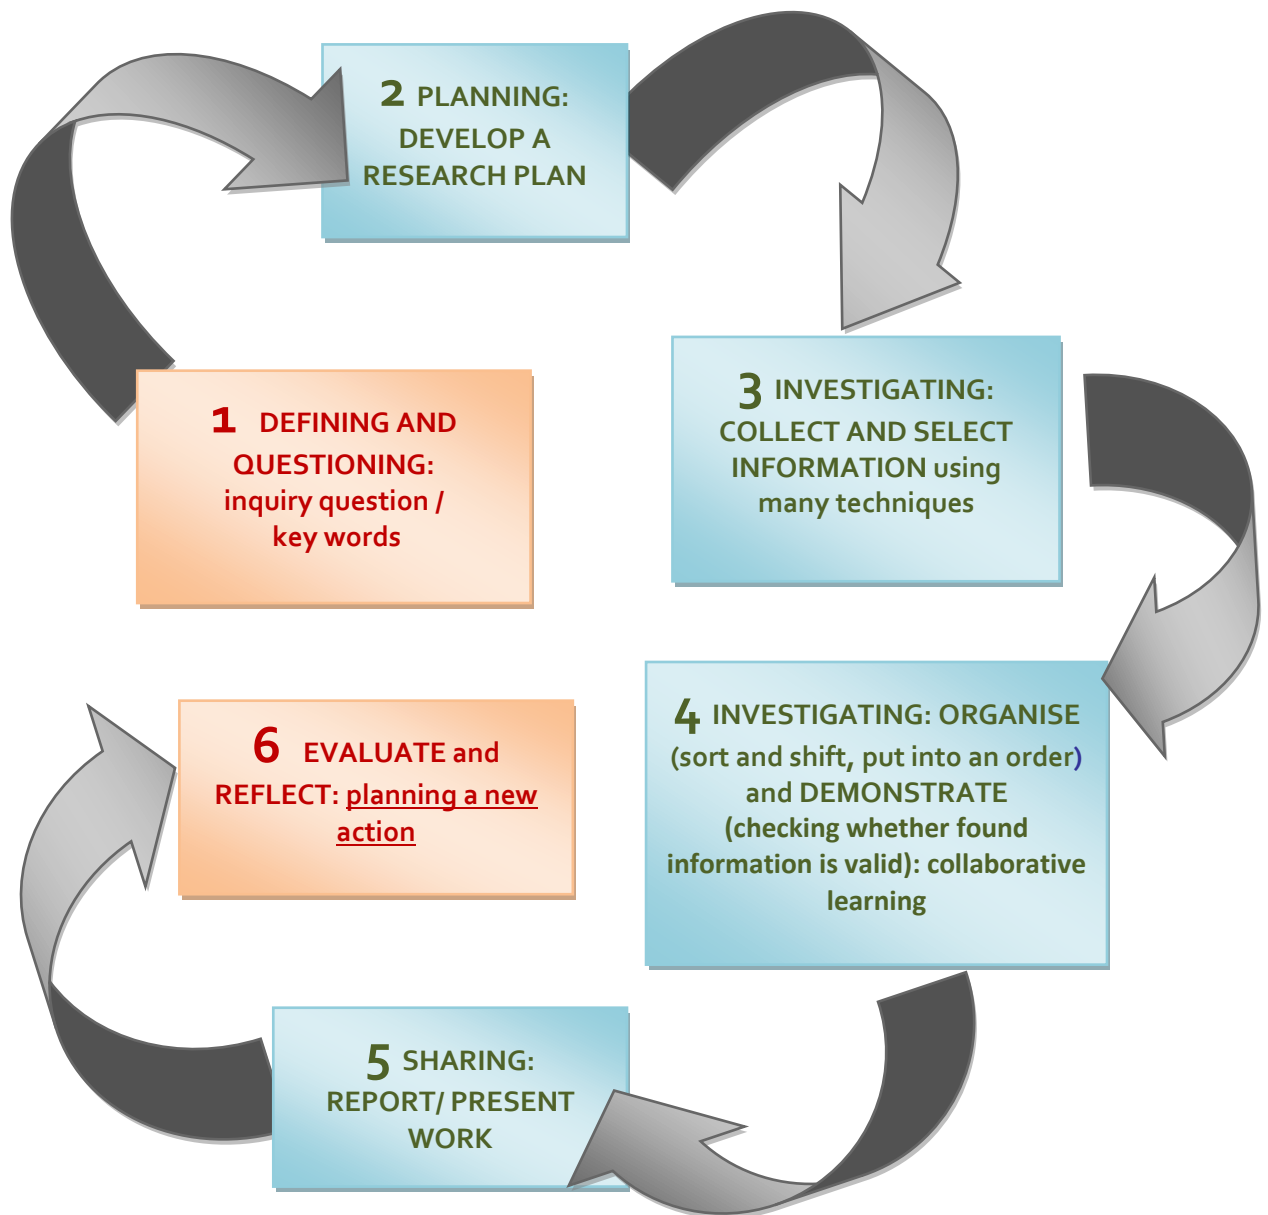 1 DEFINING AND
QUESTIONING:
inquiry question /
key words
2 PLANNING:
DEVELOP A
RESEARCH PLAN
3 INVESTIGATING:
COLLECT AND SELECT
INFORMATION using
many techniques
4 INVESTIGATING: ORGANISE
(sort and shift, put into an order)
and DEMONSTRATE
(checking whether found
information is valid): collaborative
learning
5 SHARING:
REPORT/ PRESENT
WORK
6 EVALUATE and
REFLECT: planning a new
action